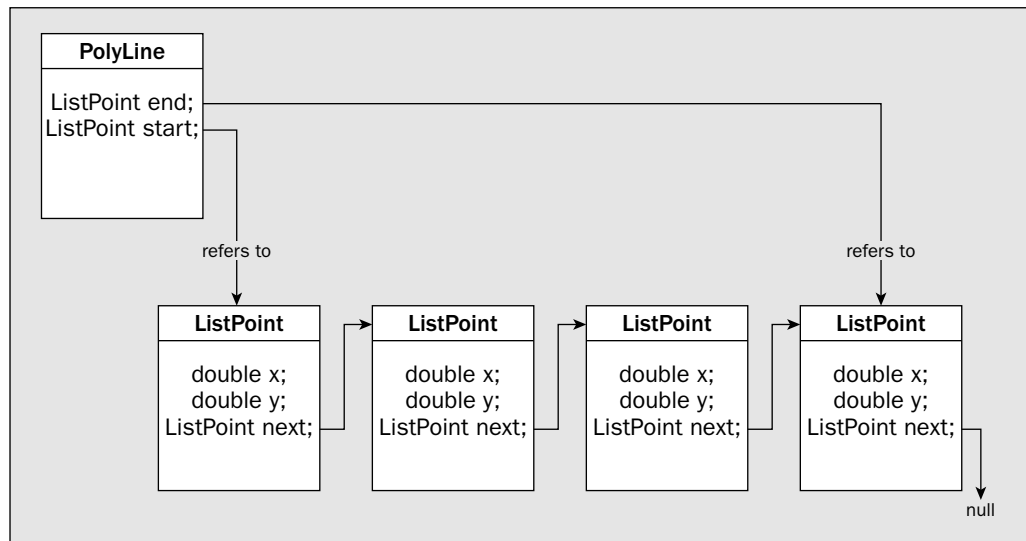 PolyLine
ListPoint end;
ListPoint start;
refers to
refers to
ListPoint
double x;
double y;
ListPoint next;
ListPoint
double x;
double y;
ListPoint next;
ListPoint
double x;
double y;
ListPoint next;
ListPoint
double x;
double y;
ListPoint next;
null